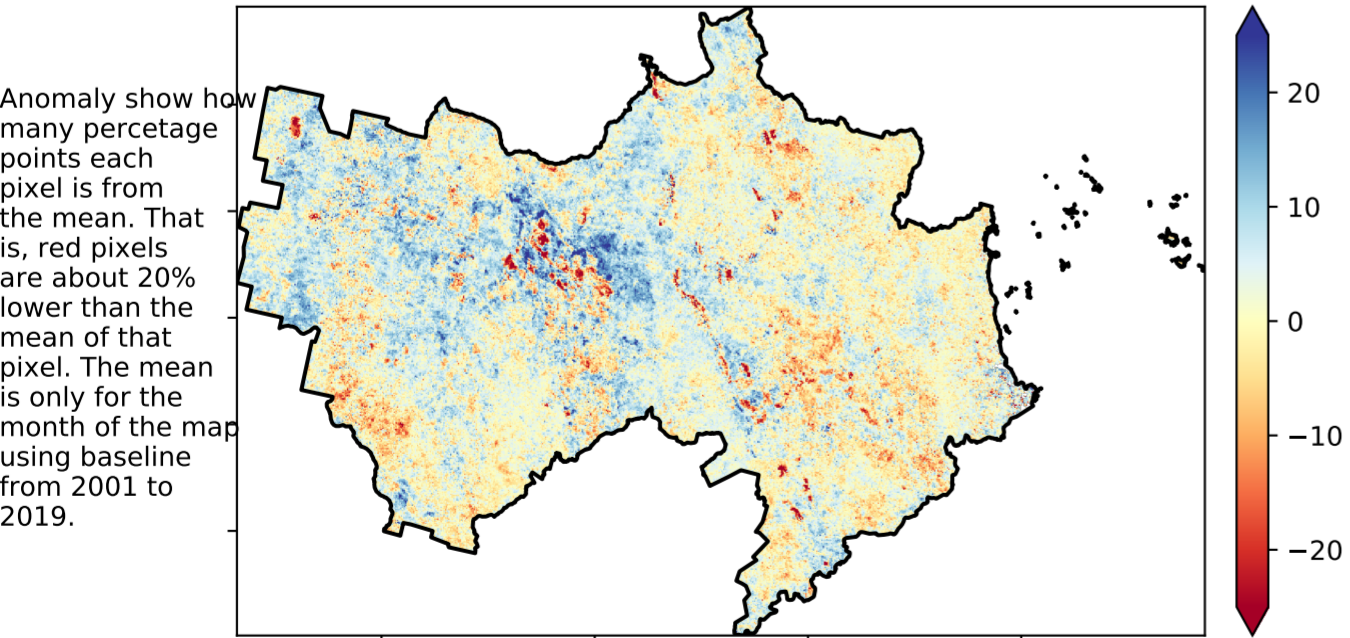 Anomaly show how
many percetage
points each
pixel is from
the mean. That
is, red pixels
are about 20%
lower than the
mean of that
pixel. The mean
is only for the
month of the map
using baseline
from 2001 to
2019.
20
10
0
−10
−20